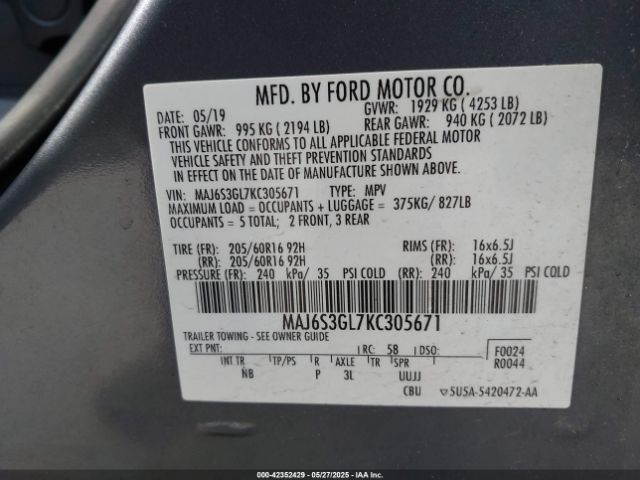 MFD. BY FORD MOTOR CO.
DATE: 05/19 GVWR: 1929 KG ( 4253 LB)
FRONT GAWR: 995 KG ( 2194 LB) REAR GAWR: 940 KG ( 2072 LB)
THIS VEHICLE CONFORMS TO ALL APPLICABLE FEDERAL MOTOR
VEHICLE SAFETY AND THEFT PREVENTION STANDARDS
IN EFFECT ON THE DATE OF MANUFACTURE SHOWN ABOVE.
VIN: MAJ6S3GL7KC305671 TYPE: MPV
MAXIMUM LOAD = OCCUPANTS + LUGGAGE = 375KG/ 827LB
OCCUPANTS = 5 TOTAL; 2 FRONT, 3 REAR
TIRE (FR): 205/60R16 92H RIMS (FR): 16x6.5J
(RR): 205/60R16 92H (RR): 16x6.5J
PRESSURE (FR): 240 kPa/ 35 PSI COLD (RR): 240 kPa/ 35 PSI COLD
MAJ6S3GL7KC305671
TRAILER TOWING - SEE OWNER GUIDE
EXT PNT: RC: 58 DSO: F0024
INT TR TP/PS R AXLE TR SPR R0044
NB P 3L UUJJ
CBU 5U5A-5420472-AA
000-42352429 - 05/27/2025 - IAAI.COM